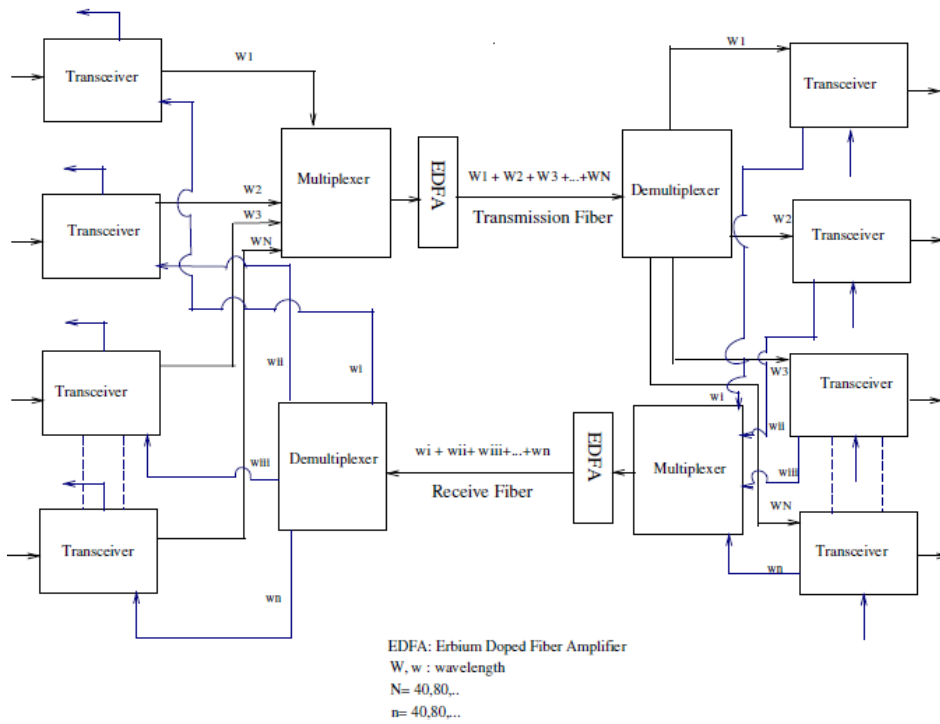 W1
Transceiver
W1
Transceiver
Multiplexer
EDFA
W1 + W2 + W3 +...+WN
Transmission Fiber
Demultiplexer
W2
W3
WN
Transceiver
W2
Transceiver
wii
wi
Transceiver
W3
Transceiver
wi
wii
wiii
Demultiplexer
wi + wii+ wiii+...+wn
Receive Fiber
EDFA
Multiplexer
wiii
WN
Transceiver
Transceiver
wn
wn
EDFA: Erbium Doped Fiber Amplifier
W, w : wavelength
N= 40,80,..
n= 40,80,...